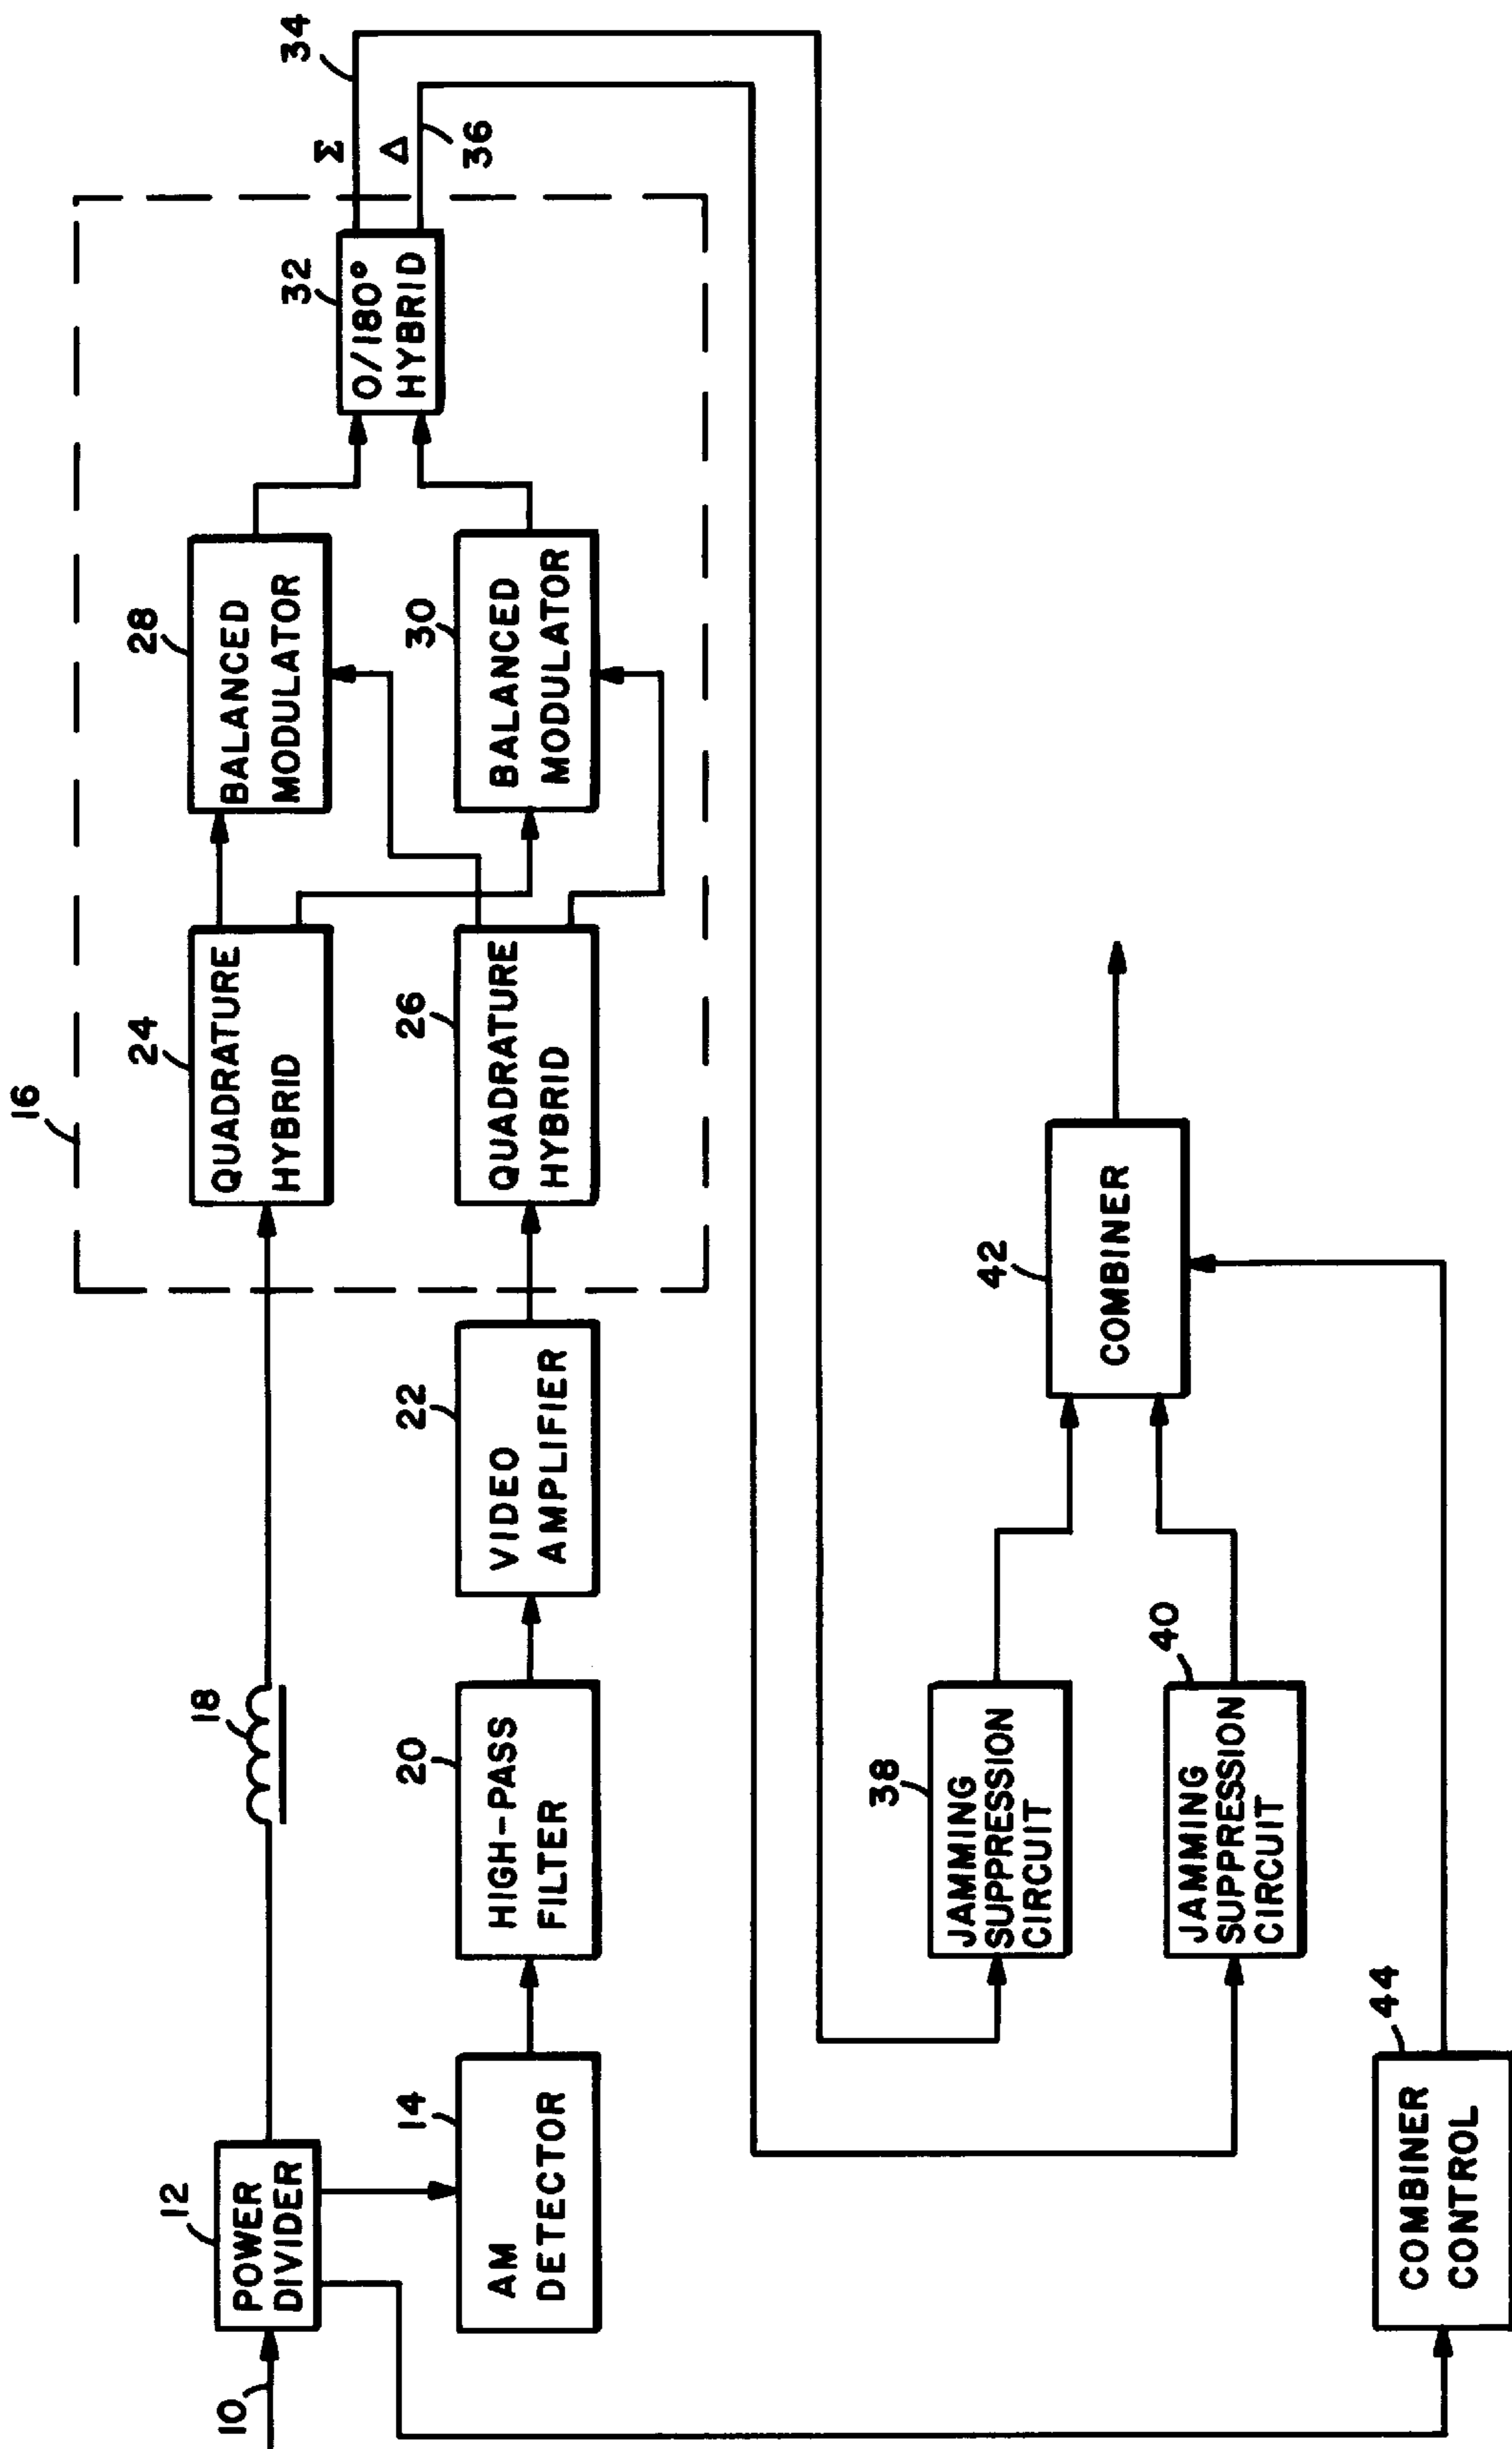 16
24
QUADRATURE
HYBRID
28
BALANCED
MODULATOR
32
0/180°
HYBRID
Σ
34
Δ
36
26
QUADRATURE
HYBRID
30
BALANCED
MODULATOR
10
12
POWER
DIVIDER
18
14
AM
DETECTOR
20
HIGH-PASS
FILTER
22
VIDEO
AMPLIFIER
38
JAMMING
SUPPRESSION
CIRCUIT
40
JAMMING
SUPPRESSION
CIRCUIT
42
COMBINER
44
COMBINER
CONTROL